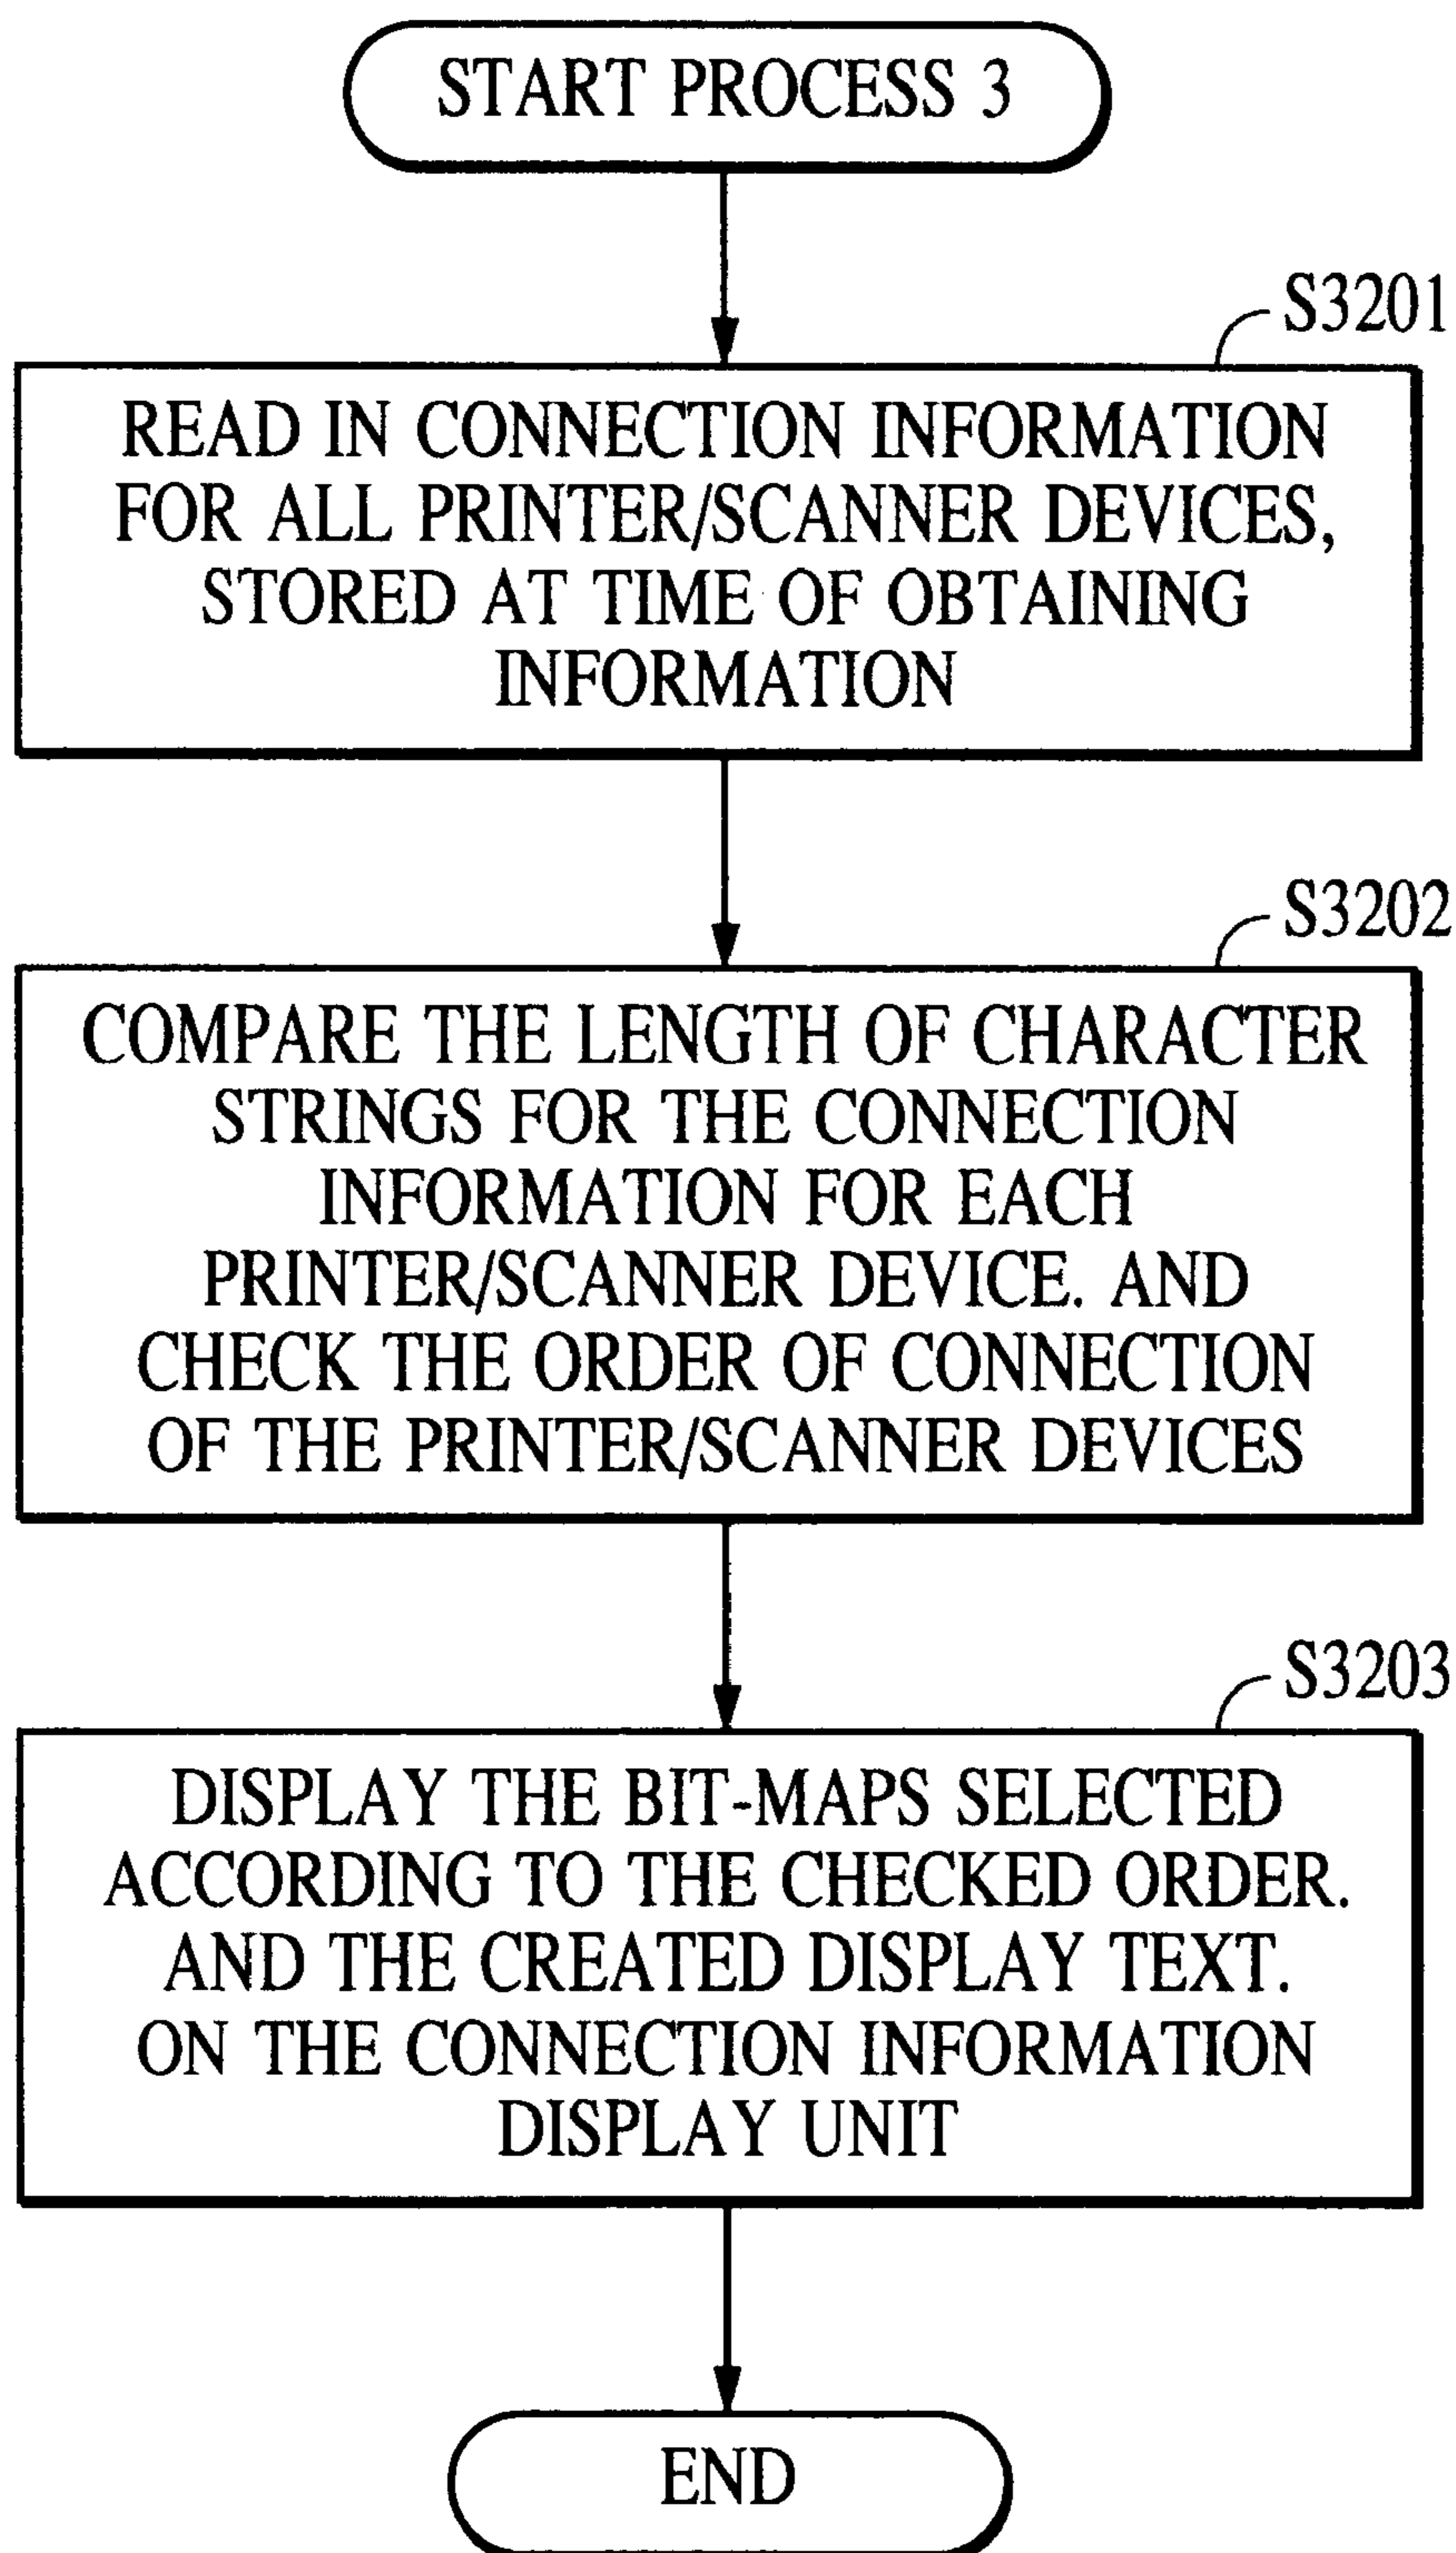 START PROCESS 3
S3201
READ IN CONNECTION INFORMATION
FOR ALL PRINTER/SCANNER DEVICES,
STORED AT TIME OF OBTAINING
INFORMATION
S3202
COMPARE THE LENGTH OF CHARACTER
STRINGS FOR THE CONNECTION
INFORMATION FOR EACH
PRINTER/SCANNER DEVICE. AND
CHECK THE ORDER OF CONNECTION
OF THE PRINTER/SCANNER DEVICES
S3203
DISPLAY THE BIT-MAPS SELECTED
ACCORDING TO THE CHECKED ORDER.
AND THE CREATED DISPLAY TEXT.
ON THE CONNECTION INFORMATION
DISPLAY UNIT
END